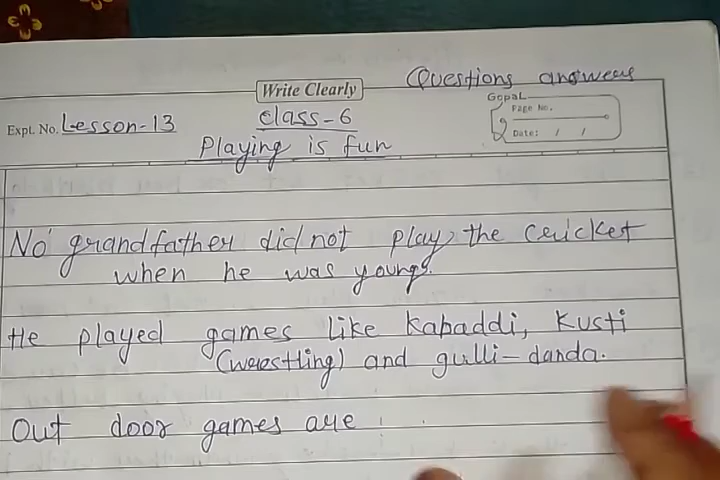 Questions answers
Write Clearly
Gopal
Page No.
Expt. No. Lesson-13
Class-6
Date: / /
Playing is fun
No grandfather did not play the cricket
when he was young.
He played games like Kabaddi, Kusti
(wrestling) and gulli-danda.
Out door games are